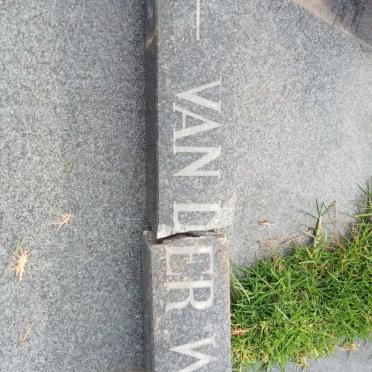 — VAN DER W